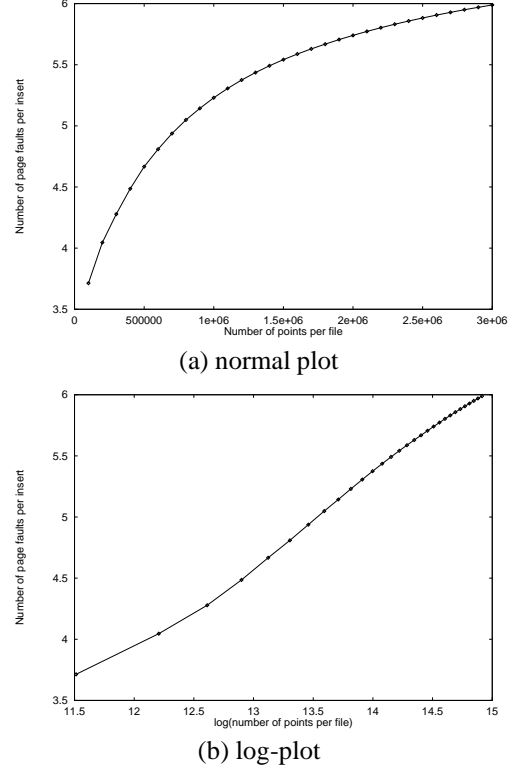 6
5.5
5
4.5
4
3.5
Number of page faults per insert
0 500000 1e+06 1.5e+06 2e+06 2.5e+06 3e+06
Number of points per file
(a) normal plot
6
5.5
5
4.5
4
3.5
Number of page faults per insert
11.5 12 12.5 13 13.5 14 14.5 15
log(number of points per file)
(b) log-plot